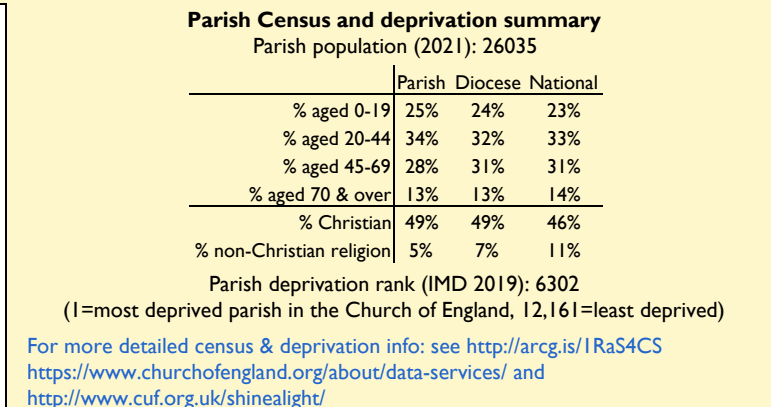 Parish Census and deprivation summary
Parish population (2021): 26035
Parish Diocese National
% aged 0-19 25% 24% 23%
% aged 20-44 34% 32% 33%
% aged 45-69 28% 31% 31%
% aged 70 & over 13% 13% 14%
% Christian 49% 49% 46%
% non-Christian religion 5% 7% 11%
Parish deprivation rank (IMD 2019): 6302
(1=most deprived parish in the Church of England, 12,161=least deprived)
For more detailed census & deprivation info: see http://arcg.is/1RaS4CS
https://www.churchofengland.org/about/data-services/ and
http://www.cuf.org.uk/shinealight/